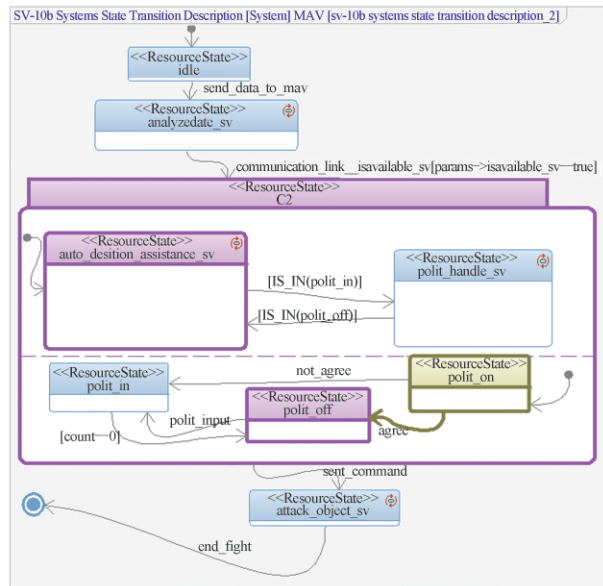 SV-10b Systems State Transition Description [System] MAV [sv-10b systems state transition description_2]
<<ResourceState>>
idle
send_data_to_mav
<<ResourceState>>
analyzedate_sv
communication_link__isavailable_sv[params->isavailable_sv==true]
<<ResourceState>>
C2
<<ResourceState>>
auto_desition_assistance_sv
<<ResourceState>>
polit_handle_sv
[IS_IN(polit_in)]
[IS_IN(polit_off)]
<<ResourceState>>
polit_in
not_agree
<<ResourceState>>
polit_on
<<ResourceState>>
polit_off
polit_input
[count==0]
agree
sent_command
<<ResourceState>>
attack_object_sv
end_fight